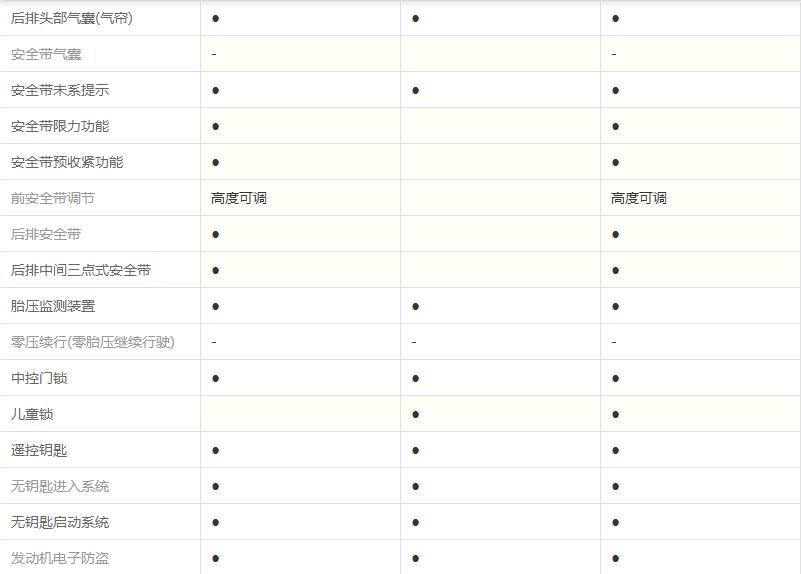 后排头部气囊(气帘) ● ● ●
安全带气囊 - -
安全带未系提示 ● ● ●
安全带限力功能 ● ●
安全带预收紧功能 ● ●
前安全带调节 高度可调 高度可调
后排安全带 ● ●
后排中间三点式安全带 ● ●
胎压监测装置 ● ● ●
零压续行(零胎压继续行驶) - - -
中控门锁 ● ● ●
儿童锁 ● ●
遥控钥匙 ● ● ●
无钥匙进入系统 ● ● ●
无钥匙启动系统 ● ● ●
发动机电子防盗 ● ● ●